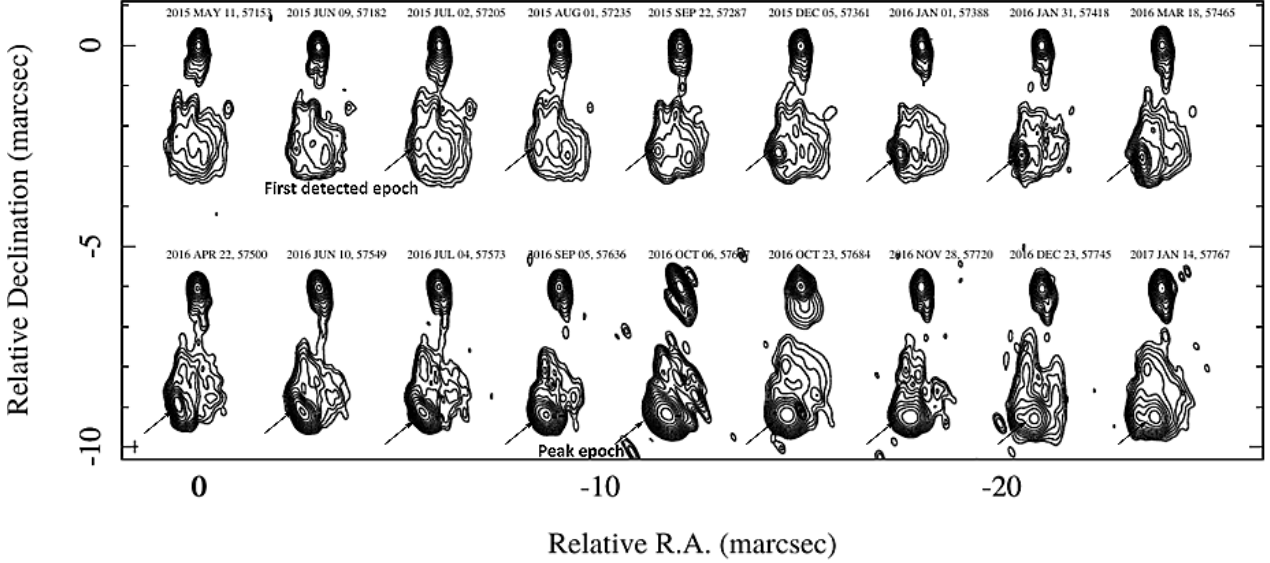 2015 MAY 11, 57153 2015 JUN 09, 57182 2015 JUL 02, 57205 2015 AUG 01, 57235 2015 SEP 22, 57287 2015 DEC 05, 57361 2016 JAN 01, 57388 2016 JAN 31, 57418 2016 MAR 18, 57465
0
First detected epoch
-5
2016 APR 22, 57500 2016 JUN 10, 57549 2016 JUL 04, 57573 2016 SEP 05, 57636 2016 OCT 06, 2016 OCT 23, 57684 2016 NOV 28, 57720 2016 DEC 23, 57745 2017 JAN 14, 57767
-10
Peak epoch
Relative Declination (marcsec)
0 -10 -20
Relative R.A. (marcsec)